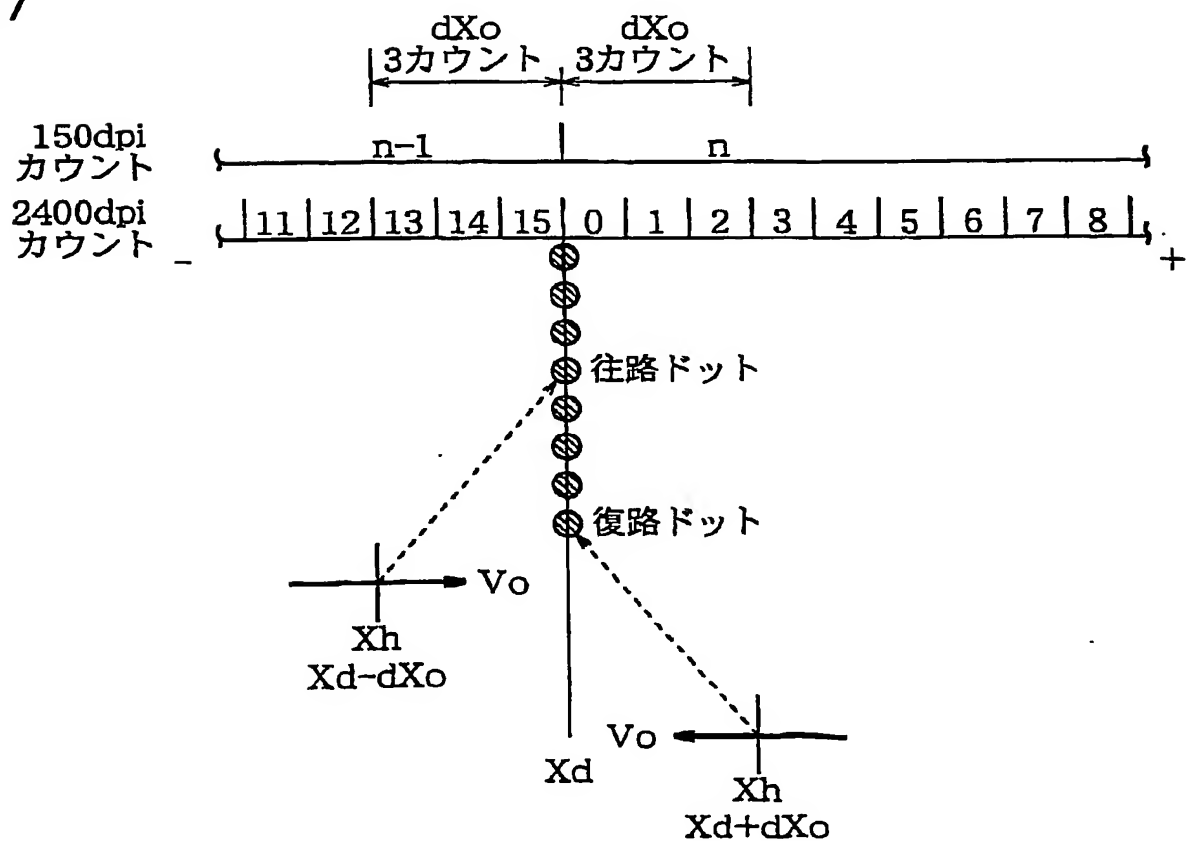 7
dXo dXo
3カウント 3カウント
150dpi
カウント
n-1 n
2400dpi
カウント
11 12 13 14 15 0 1 2 3 4 5 6 7 8
- +
往路ドット
復路ドット
Vo
Xh
Xd-dXo
Vo
Xd
Xh
Xd+dXo